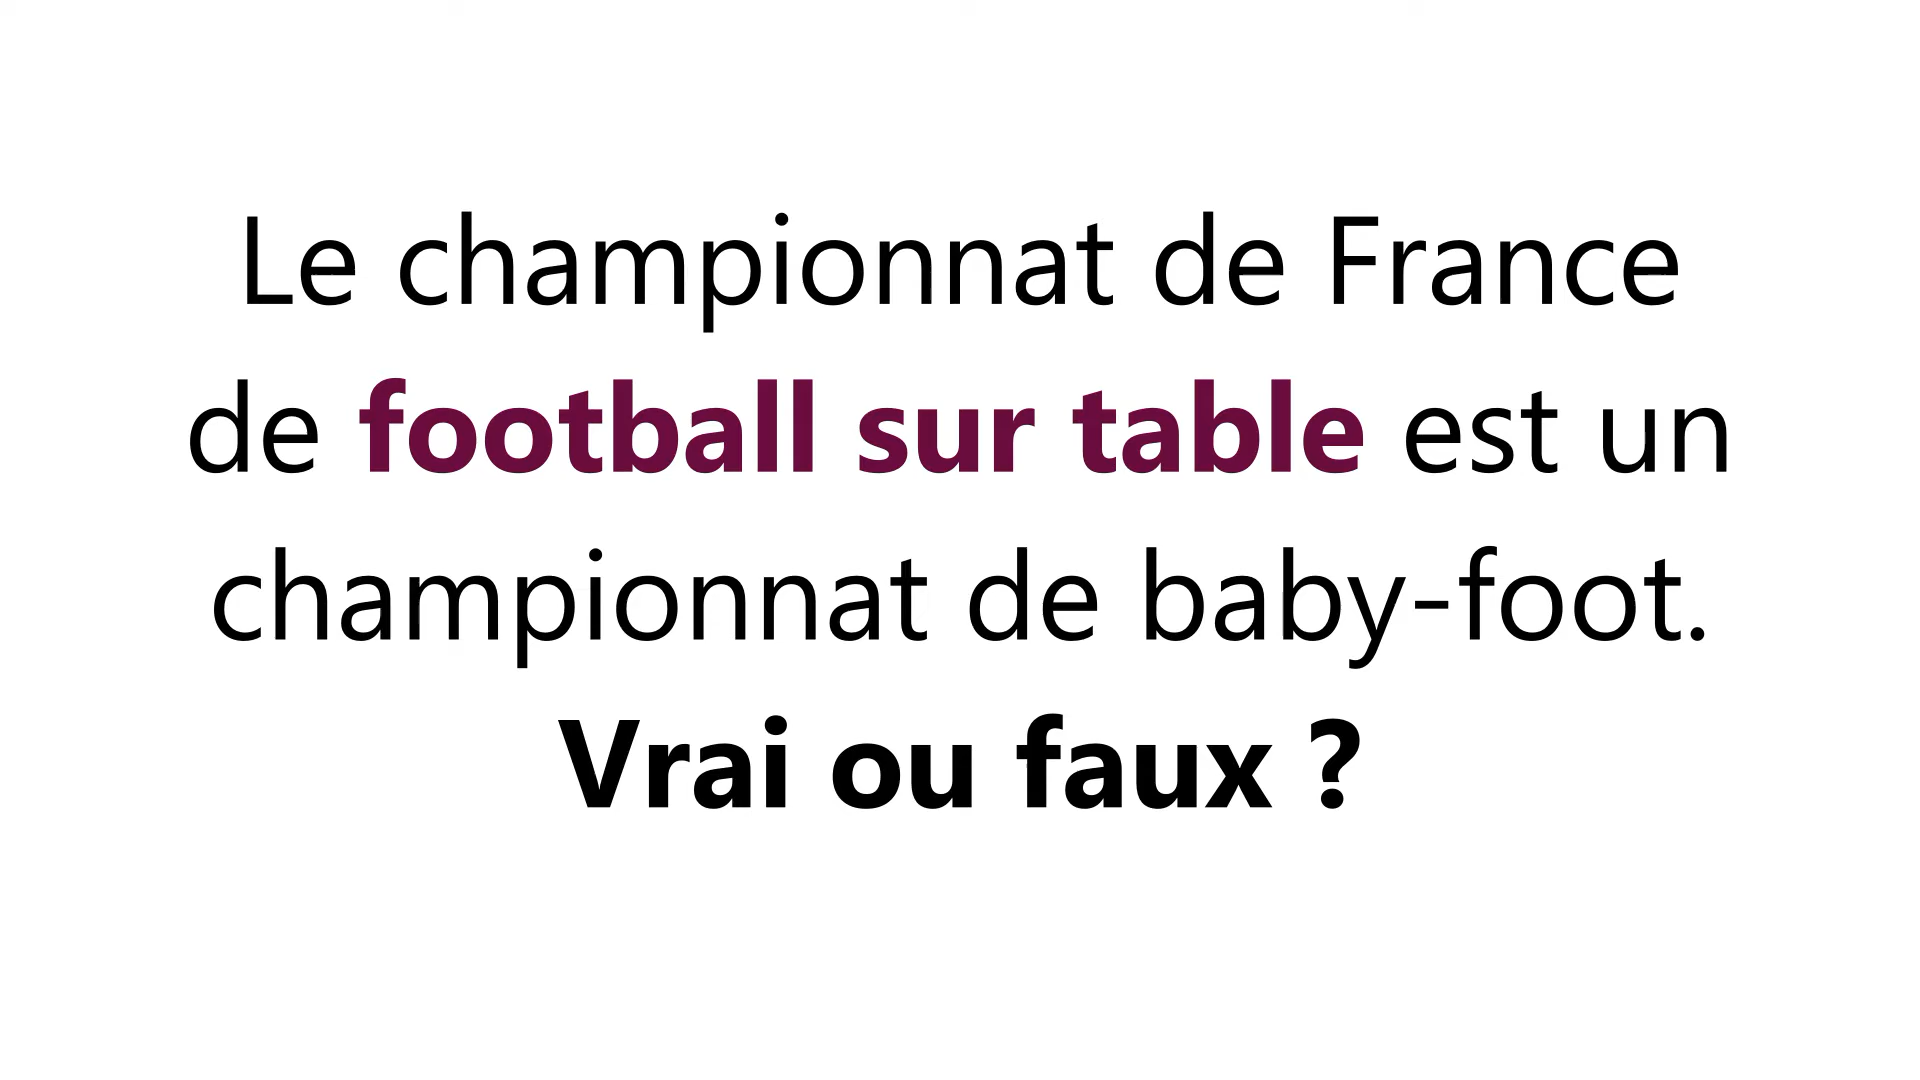 Le championnat de France
de football sur table est un
championnat de baby-foot.
Vrai ou faux ?